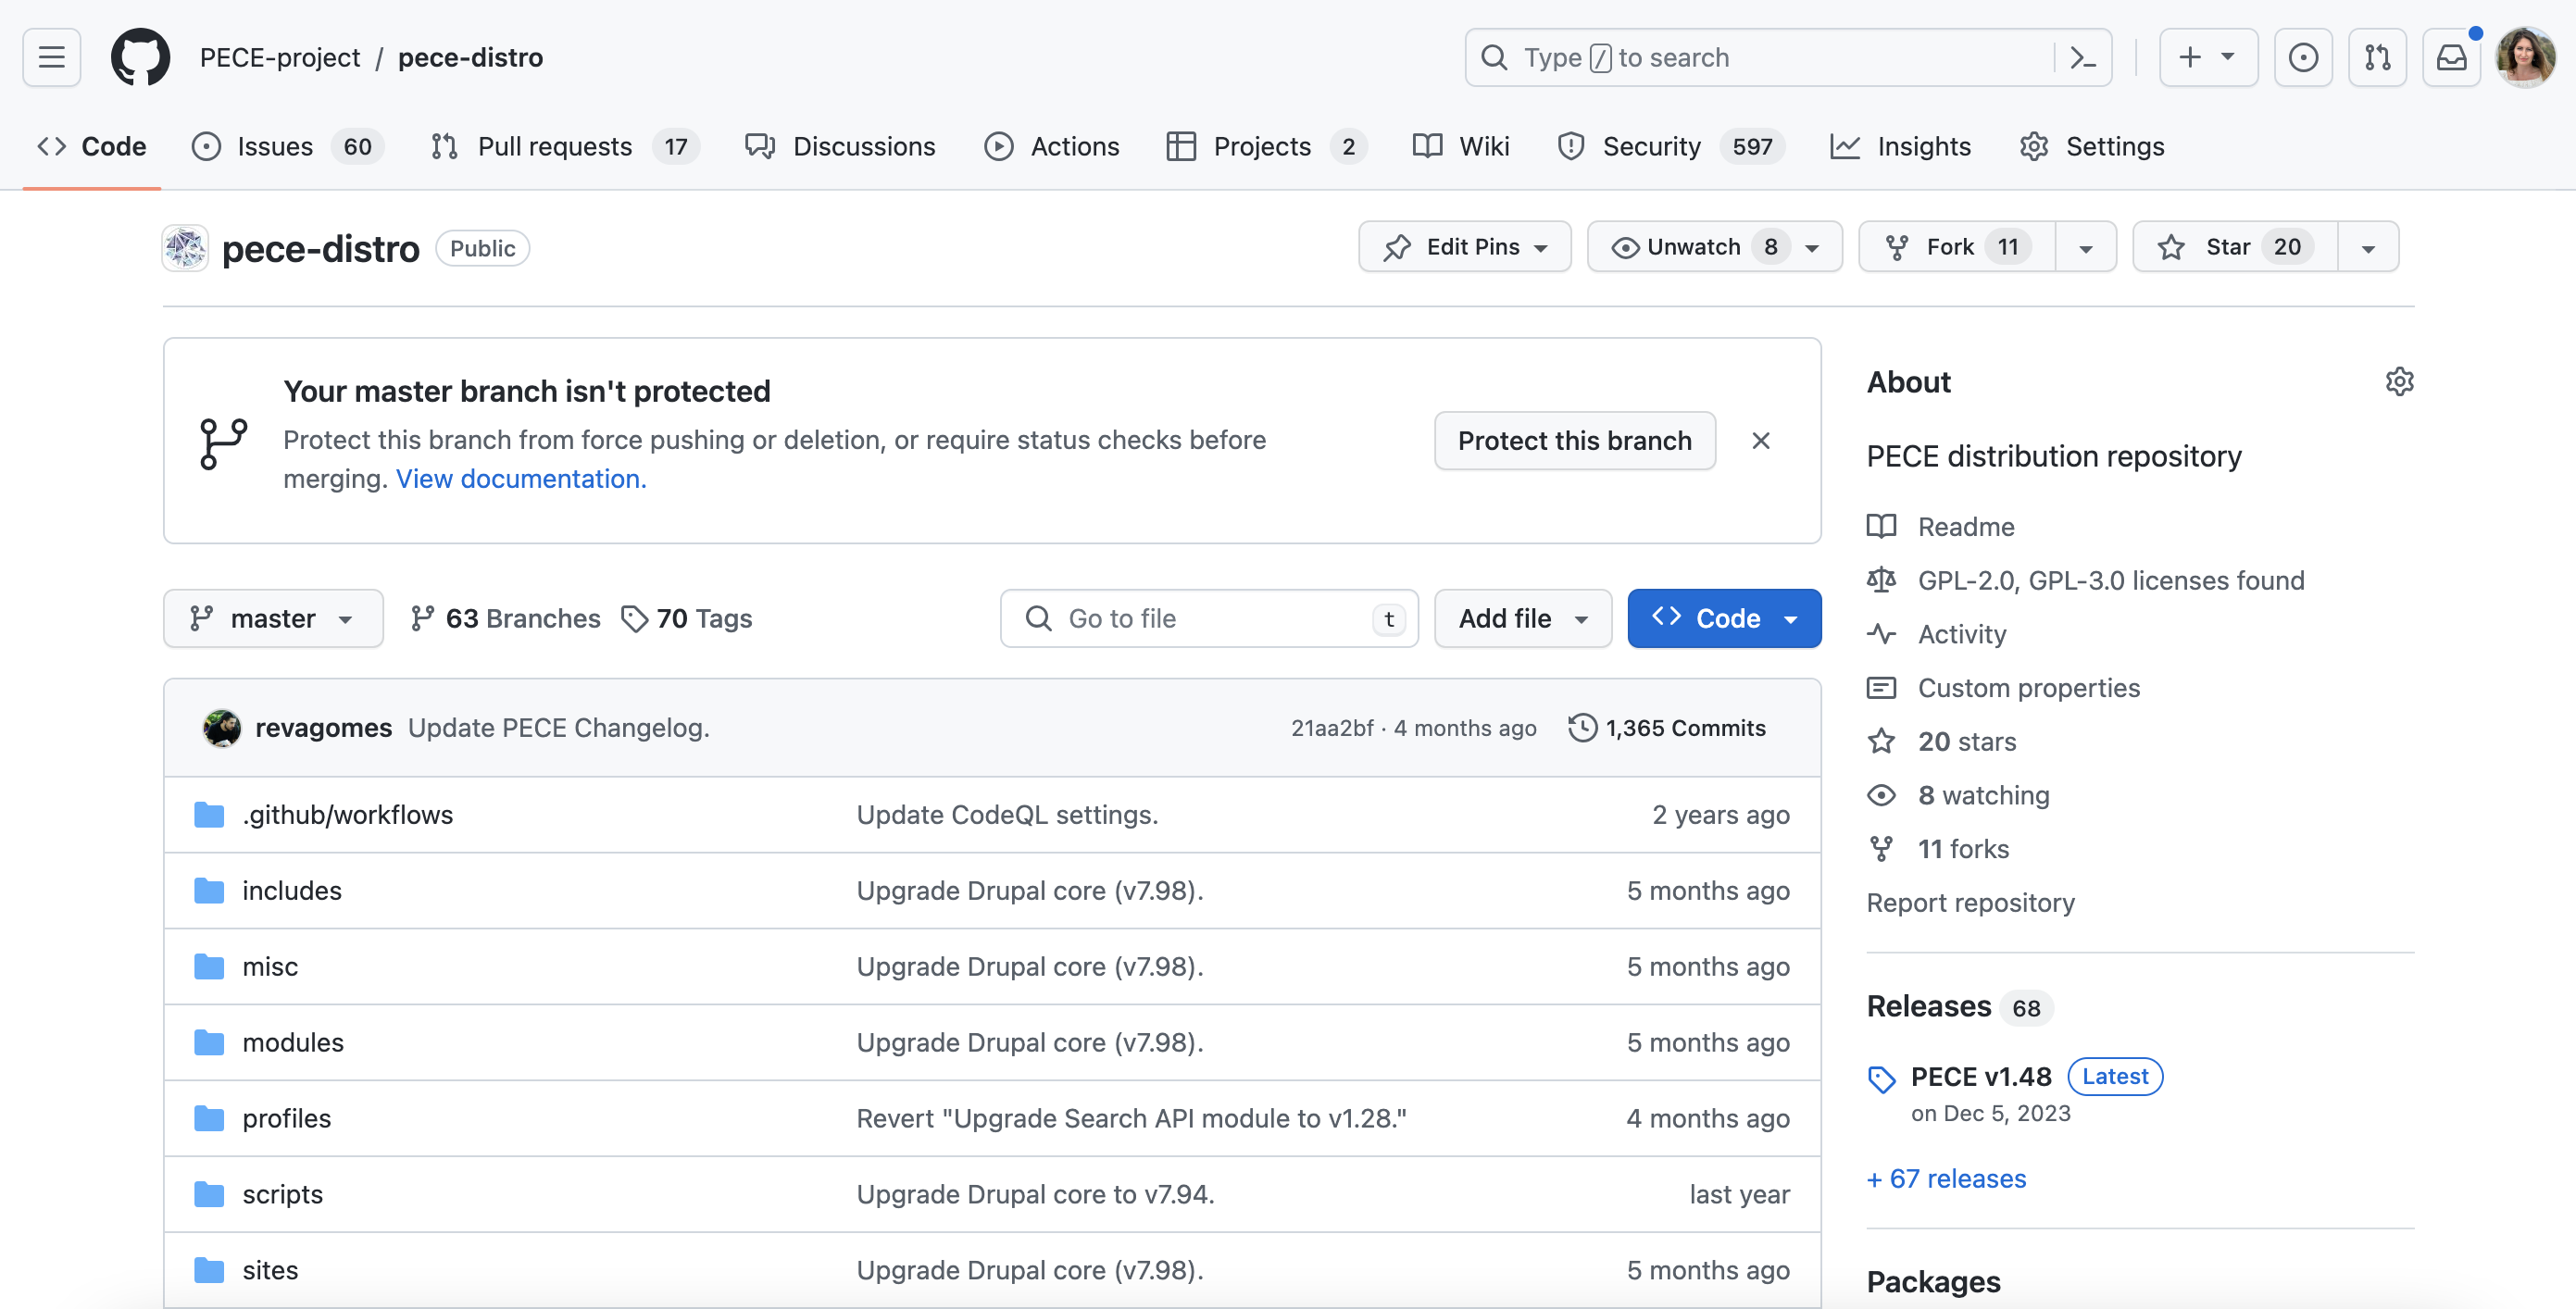 PECE-project / pece-distro
Type / to search
Code
Issues 60
Pull requests 17
Discussions
Actions
Projects 2
Wiki
Security 597
Insights
Settings
pece-distro Public
Edit Pins
Unwatch 8
Fork 11
Star 20
Your master branch isn't protected
Protect this branch from force pushing or deletion, or require status checks before
merging. View documentation.
Protect this branch
master
63 Branches
70 Tags
Go to file t
Add file
Code
revagomes Update PECE Changelog. 21aa2bf · 4 months ago 1,365 Commits
.github/workflows Update CodeQL settings. 2 years ago
includes Upgrade Drupal core (v7.98). 5 months ago
misc Upgrade Drupal core (v7.98). 5 months ago
modules Upgrade Drupal core (v7.98). 5 months ago
profiles Revert "Upgrade Search API module to v1.28." 4 months ago
scripts Upgrade Drupal core to v7.94. last year
sites Upgrade Drupal core (v7.98). 5 months ago
About
PECE distribution repository
Readme
GPL-2.0, GPL-3.0 licenses found
Activity
Custom properties
20 stars
8 watching
11 forks
Report repository
Releases 68
PECE v1.48 Latest
on Dec 5, 2023
+ 67 releases
Packages